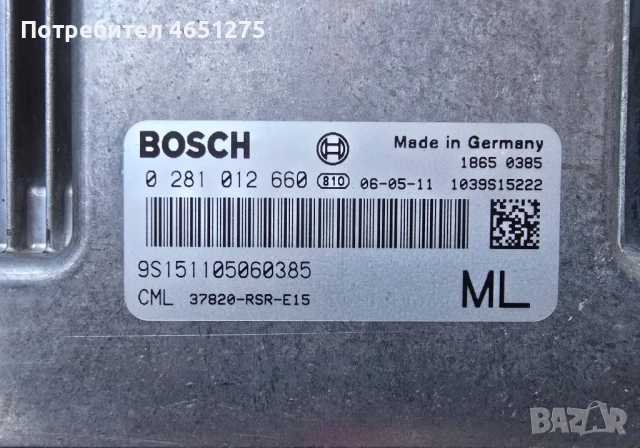 Потребител 4651275
BOSCH
Made in Germany
1865 0385
0 281 012 660 810 06-05-11 1039S15222
9S151105060385
CML 37820-RSR-E15
ML
BAZAR